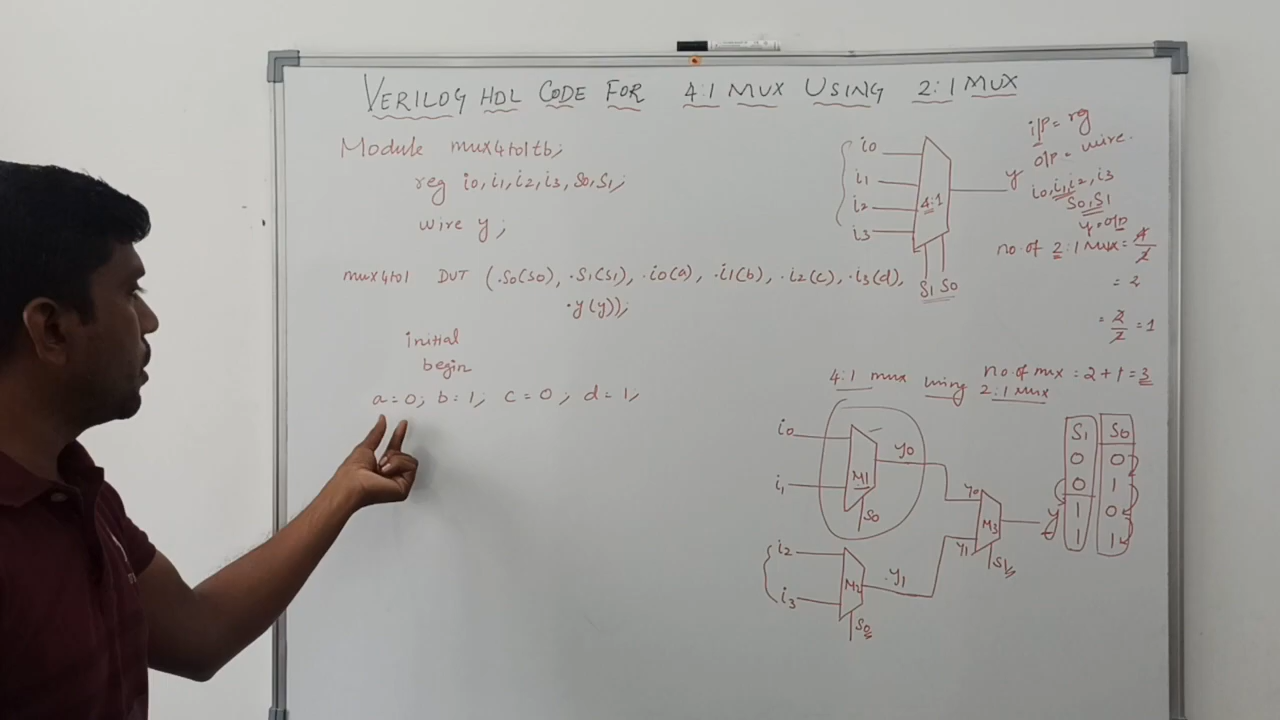 VERILOG HDL CODE FOR 4:1 MUX USING 2:1 MUX
Module mux4to1tb;
reg i0, i1, i2, i3, S0, S1;
wire y;
mux4to1 DUT (.S0(S0), .S1(S1), .i0(a), .i1(b), .i2(c), .i3(d),
.y(y));
initial
begin
a=0; b=1; c=0; d=1;
i0
i1
i2
i3
4:1
y
S1 S0
i/p = reg
o/p = wire.
i0, i1, i2, i3
S0, S1
y = o/p
no. of 2:1 Mux = 4/2
= 2
= 2/2 = 1
no. of mux = 2 + 1 = 3
4:1 mux using 2:1 Mux
i0
i1
M1
S0
y0
i2
i3
M2
S0
y1
y0
y1
M3
S1
y
S1 S0
0 0
0 1
1 0
1 1